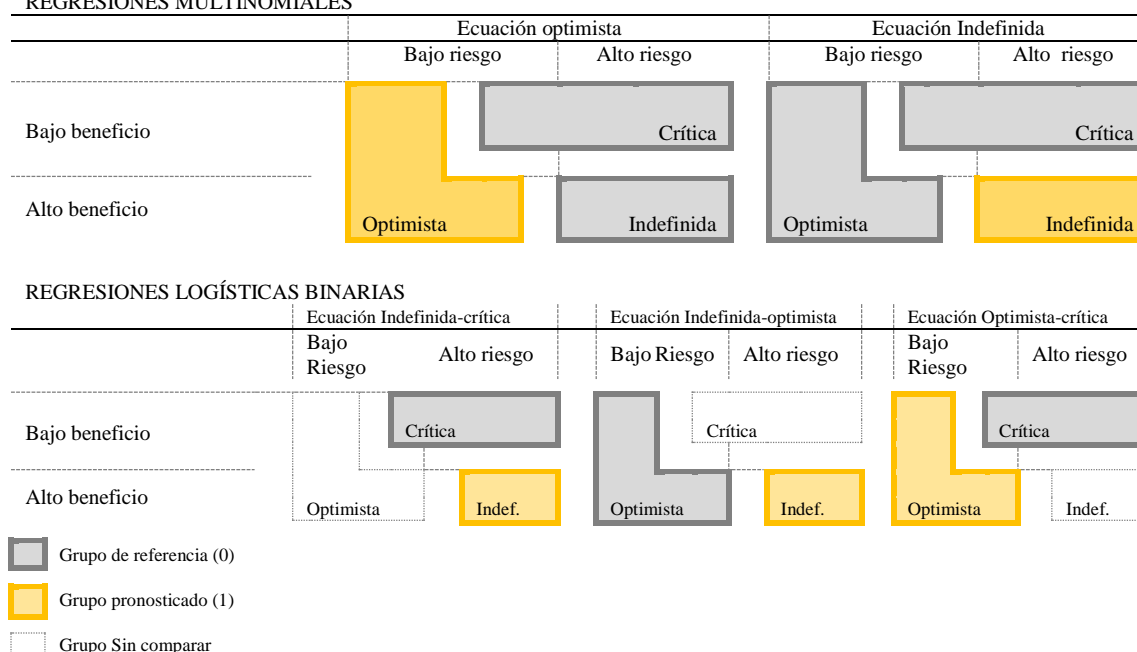 REGRESIONES MULTINOMIALES
Ecuación optimista Ecuación Indefinida
Bajo riesgo Alto riesgo Bajo riesgo Alto riesgo
Bajo beneficio Crítica Crítica
Alto beneficio Optimista Indefinida Optimista Indefinida
REGRESIONES LOGÍSTICAS BINARIAS
Ecuación Indefinida-crítica Ecuación Indefinida-optimista Ecuación Optimista-crítica
Bajo Riesgo Alto riesgo Bajo Riesgo Alto riesgo Bajo Riesgo Alto riesgo
Bajo beneficio Crítica Crítica Crítica
Alto beneficio Optimista Indef. Optimista Indef. Optimista Indef.
Grupo de referencia (0)
Grupo pronosticado (1)
Grupo Sin comparar